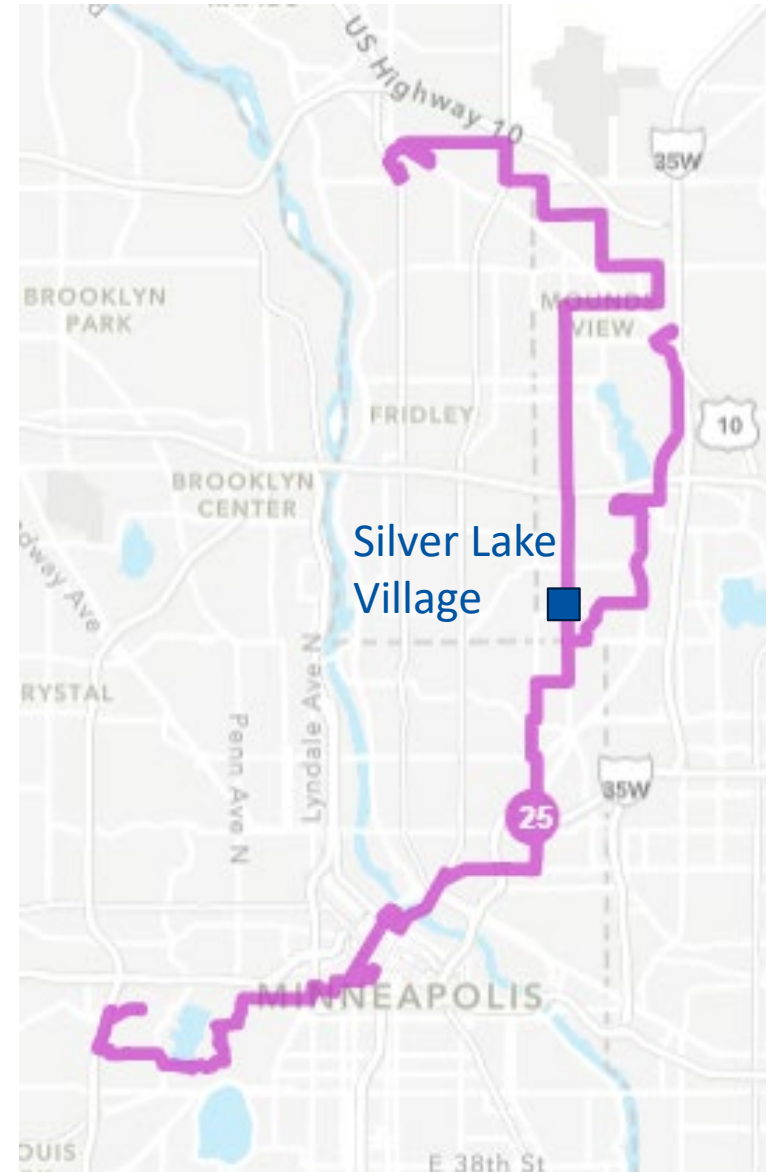 US Highway 10
35W
BROOKLYN
PARK
MOUNDS
VIEW
FRIDLEY
10
BROOKLYN
CENTER
Silver Lake
Village
Lyndale Ave N
RYSTAL
Penn Ave N
35W
25
MINNEAPOLIS
OUIS
E 38th St